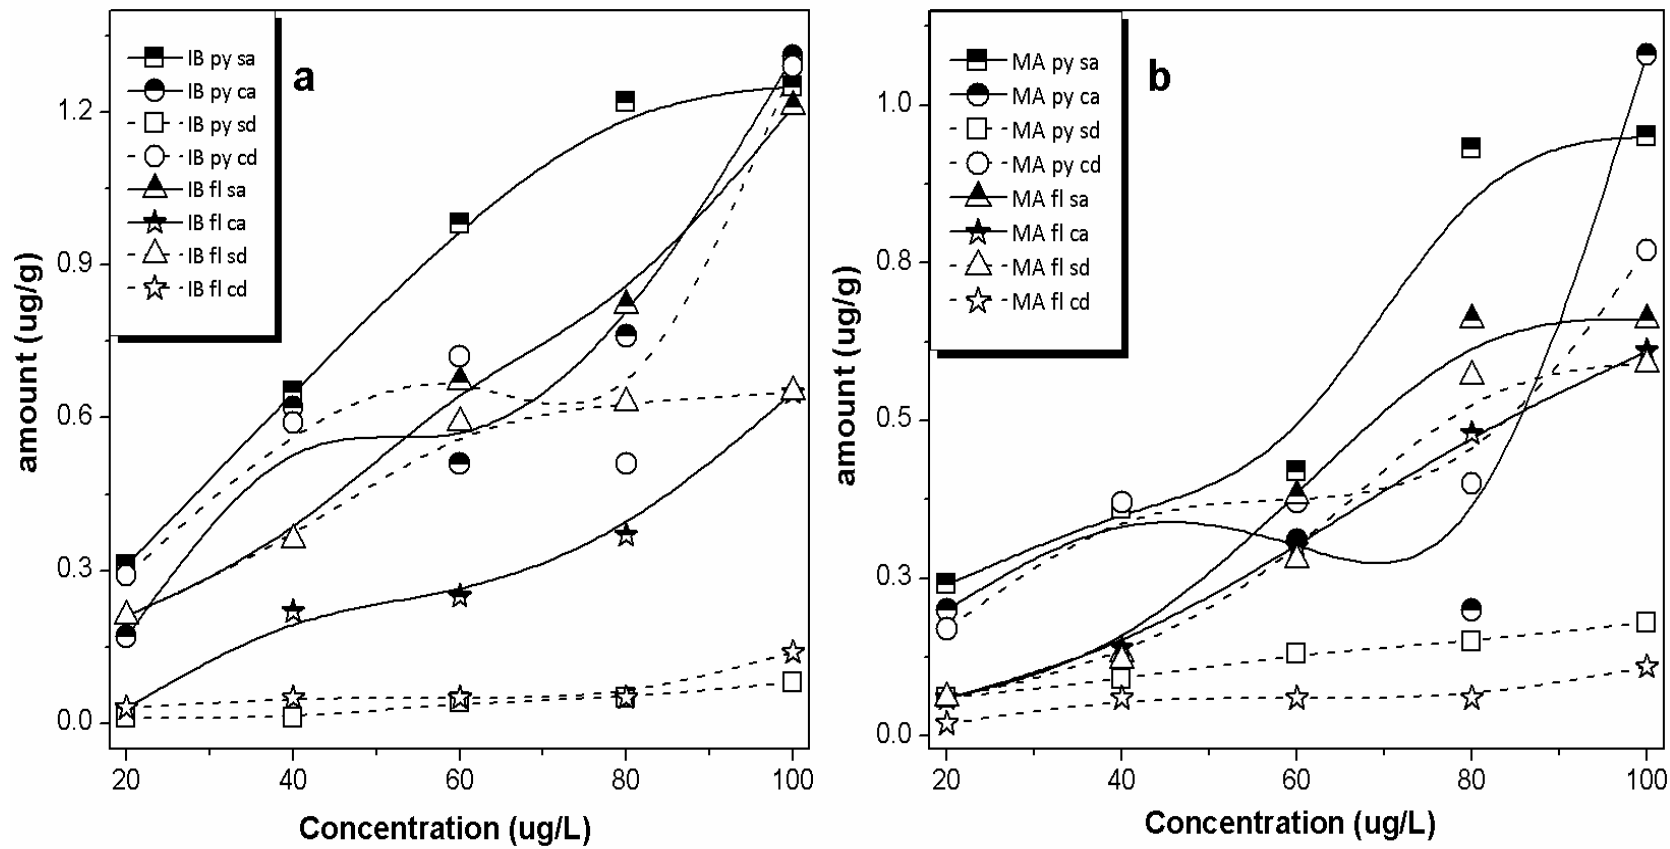 a
IB py sa
IB py ca
IB py sd
IB py cd
IB fl sa
IB fl ca
IB fl sd
IB fl cd
1.2
0.9
0.6
0.3
0.0
amount (ug/g)
20 40 60 80 100
Concentration (ug/L)
b
MA py sa
MA py ca
MA py sd
MA py cd
MA fl sa
MA fl ca
MA fl sd
MA fl cd
1.0
0.8
0.5
0.3
0.0
amount (ug/g)
20 40 60 80 100
Concentration (ug/L)